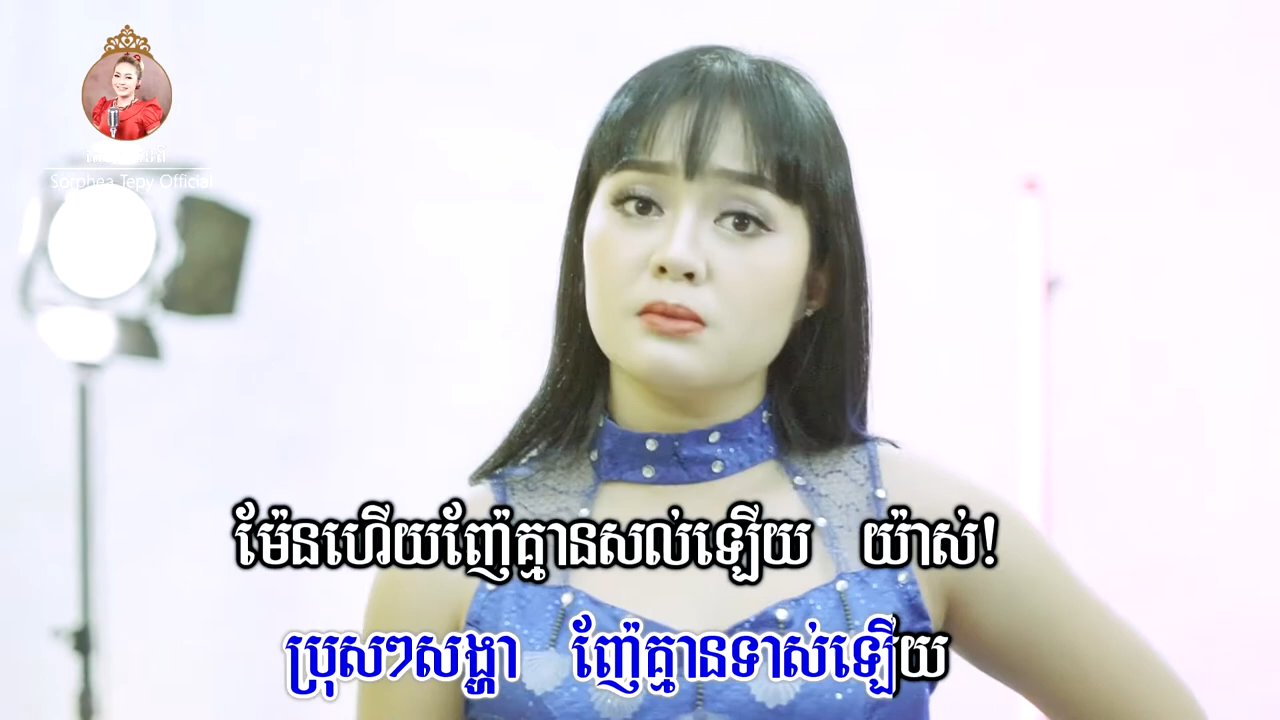 Sorphea Tepy Official
ម៉ែនហើយញ៉ែគ្មានសល់ឡើយ យ៉ាស់!
ប្រុសៗសង្ហា ញ៉ែគ្មានទាស់ឡើយ